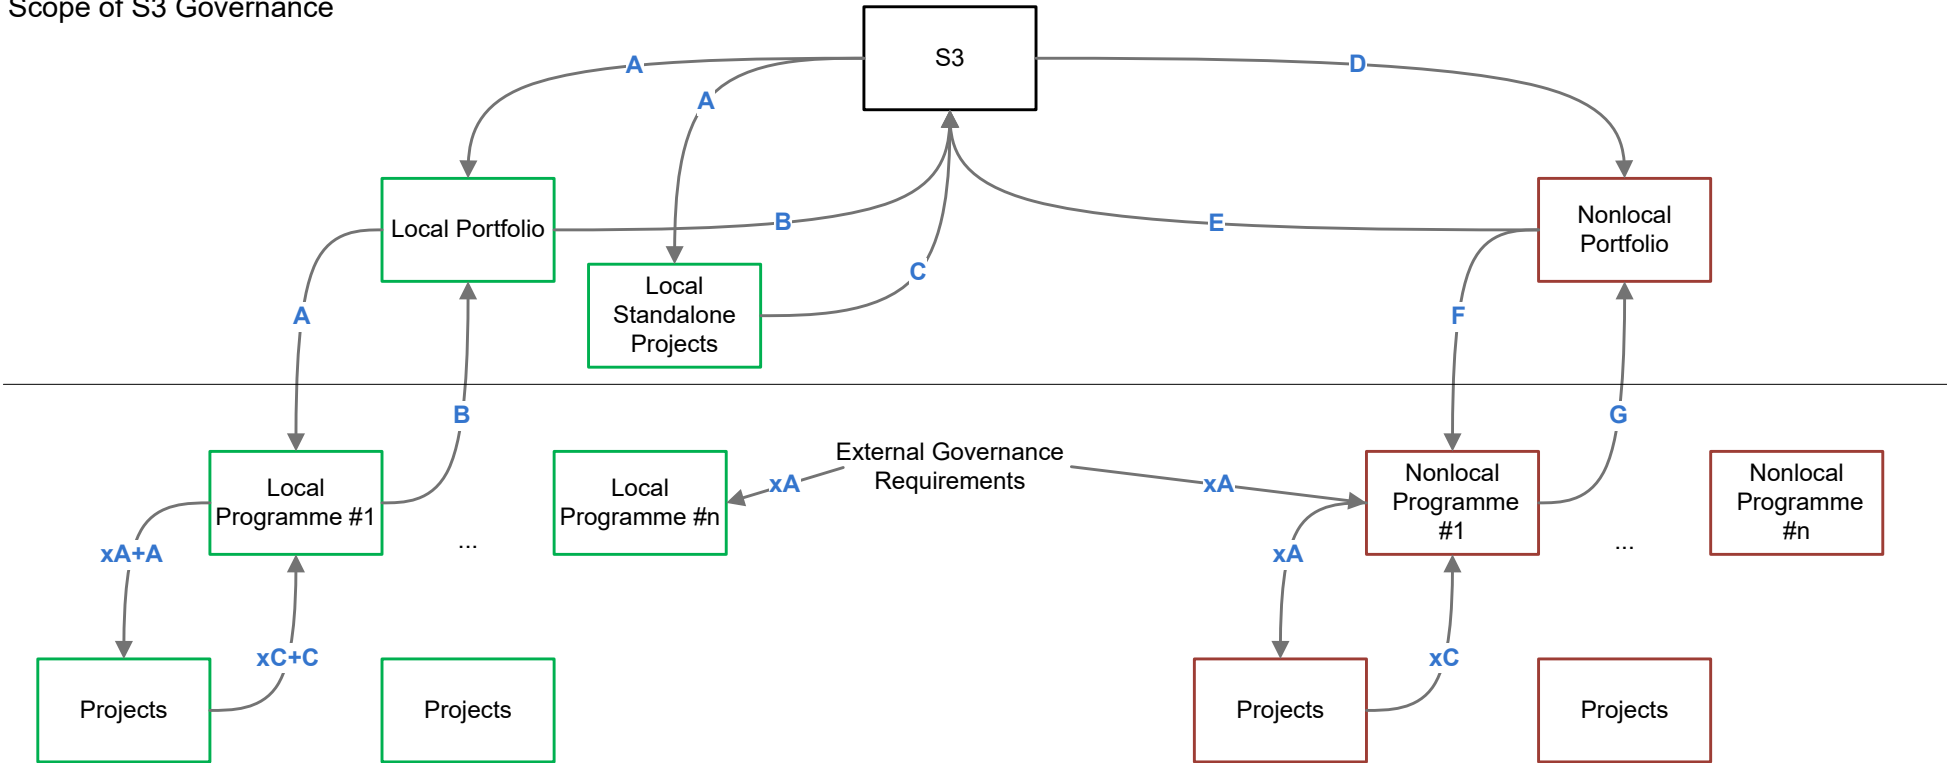 Scope of S3 Governance
S3
A
D
A
Local Portfolio
B
E
Nonlocal
Portfolio
C
Local
Standalone
Projects
A
F
B
G
External Governance
Requirements
Local
Programme #1
...
Local
Programme #n
xA
xA
Nonlocal
Programme
#1
...
Nonlocal
Programme
#n
xA+A
xA
xC+C
xC
Projects
Projects
Projects
Projects